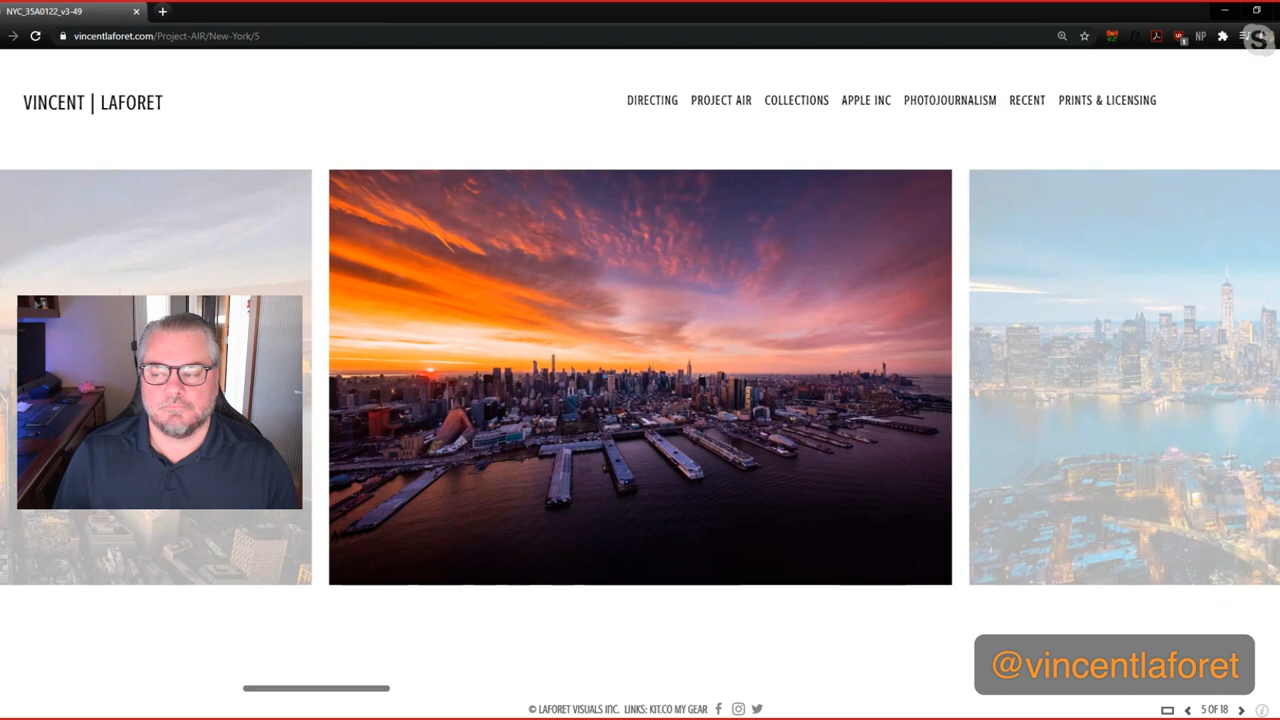 NYC_35A0122_v3-49
vincentlaforet.com/Project-AIR/New-York/5
NP
VINCENT | LAFORET
DIRECTING PROJECT AIR COLLECTIONS APPLE INC PHOTOJOURNALISM RECENT PRINTS & LICENSING
@vincentlaforet
© LAFORET VISUALS INC. LINKS: KIT.CO MY GEAR
5 OF 18